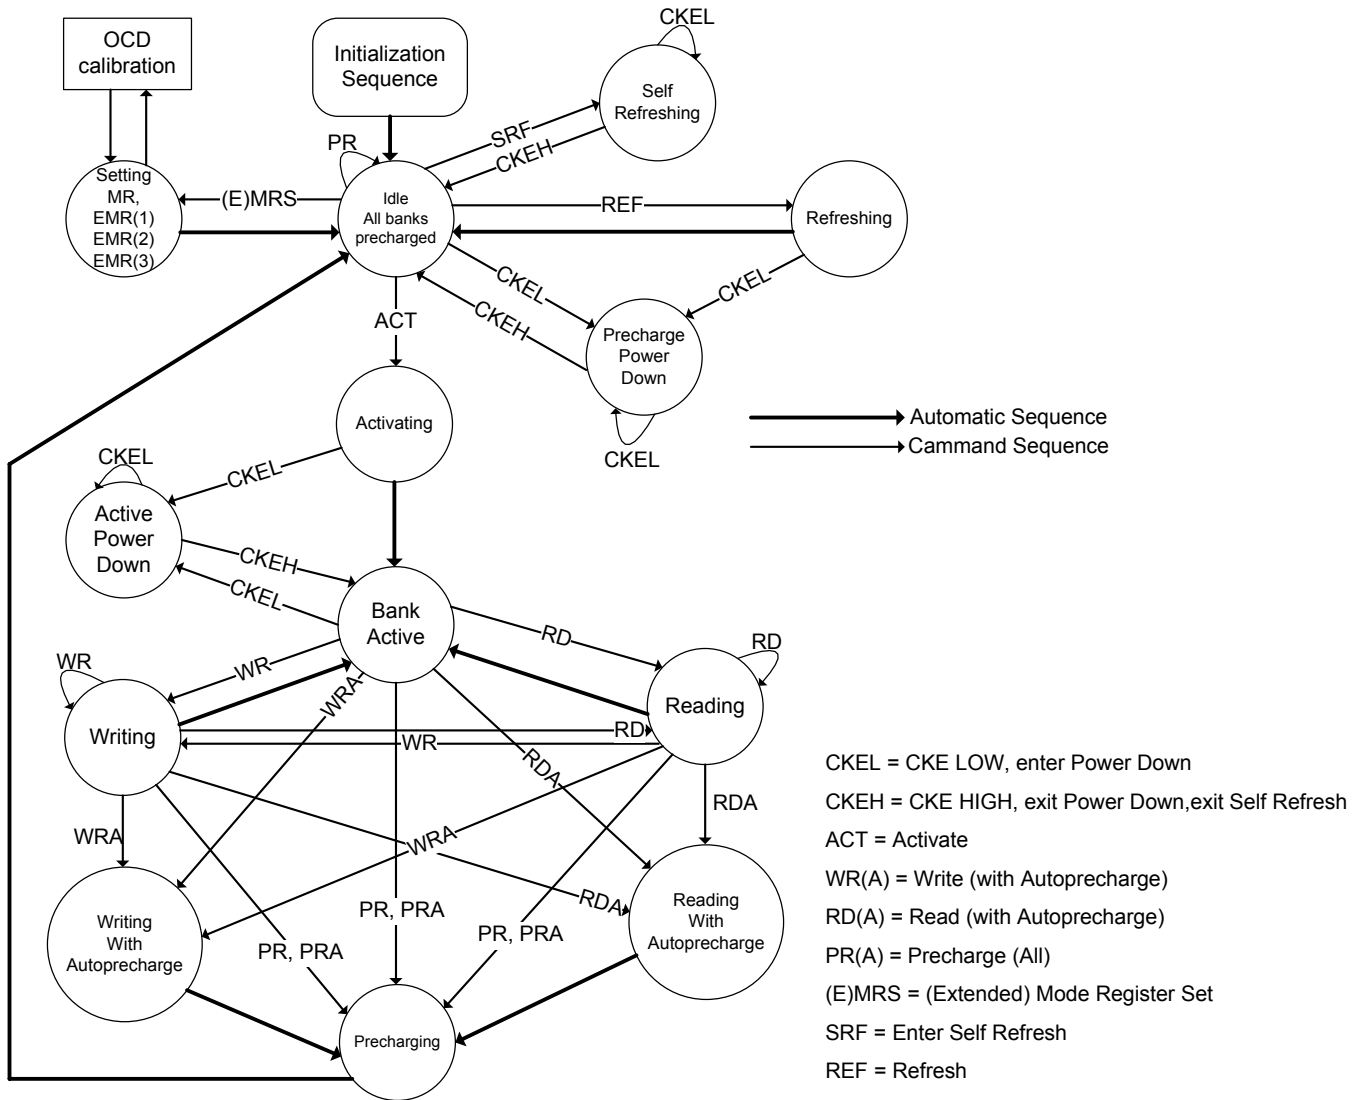 OCD
calibration
Initialization
Sequence
CKEL
Self
Refreshing
SRF
CKEH
PR
Setting
MR,
EMR(1)
EMR(2)
EMR(3)
(E)MRS
Idle
All banks
precharged
REF
Refreshing
CKEL
CKEH
CKEL
ACT
Precharge
Power
Down
CKEL
Activating
Automatic Sequence
Cammand Sequence
CKEL
CKEL
Active
Power
Down
CKEH
CKEL
Bank
Active
RD
RD
WR
WR
WRA
Reading
Writing
RD
WR
RDA
RDA
WRA
WRA
RDA
PR, PRA
PR, PRA
PR, PRA
Writing
With
Autoprecharge
Reading
With
Autoprecharge
Precharging
CKEL = CKE LOW, enter Power Down
CKEH = CKE HIGH, exit Power Down,exit Self Refresh
ACT = Activate
WR(A) = Write (with Autoprecharge)
RD(A) = Read (with Autoprecharge)
PR(A) = Precharge (All)
(E)MRS = (Extended) Mode Register Set
SRF = Enter Self Refresh
REF = Refresh